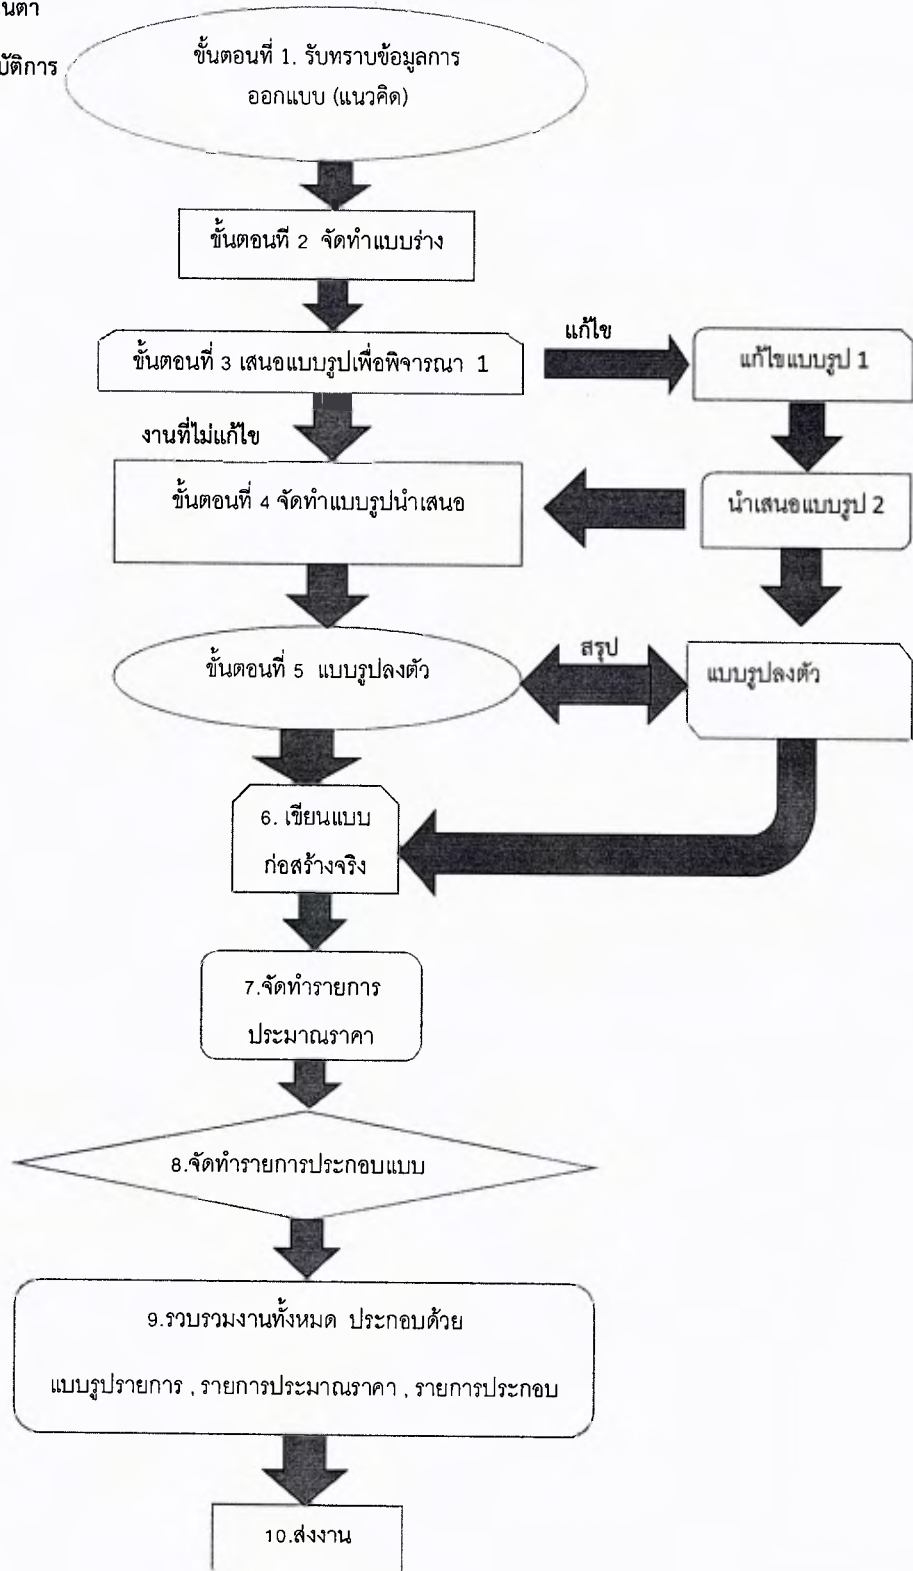 นตา
บัติการ
ขั้นตอนที่ 1. รับทราบข้อมูลการ
ออกแบบ (แนวคิด)
ขั้นตอนที่ 2 จัดทำแบบร่าง
ขั้นตอนที่ 3 เสนอแบบรูปเพื่อพิจารณา 1
แก้ไข
แก้ไขแบบรูป 1
งานที่ไม่แก้ไข
ขั้นตอนที่ 4 จัดทำแบบรูปนำเสนอ
นำเสนอแบบรูป 2
ขั้นตอนที่ 5 แบบรูปลงตัว
สรุป
แบบรูปลงตัว
6. เขียนแบบ
ก่อสร้างจริง
7.จัดทำรายการ
ประมาณราคา
8.จัดทำรายการประกอบแบบ
9.รวบรวมงานทั้งหมด ประกอบด้วย
แบบรูปรายการ , รายการประมาณราคา , รายการประกอบ
10.ส่งงาน